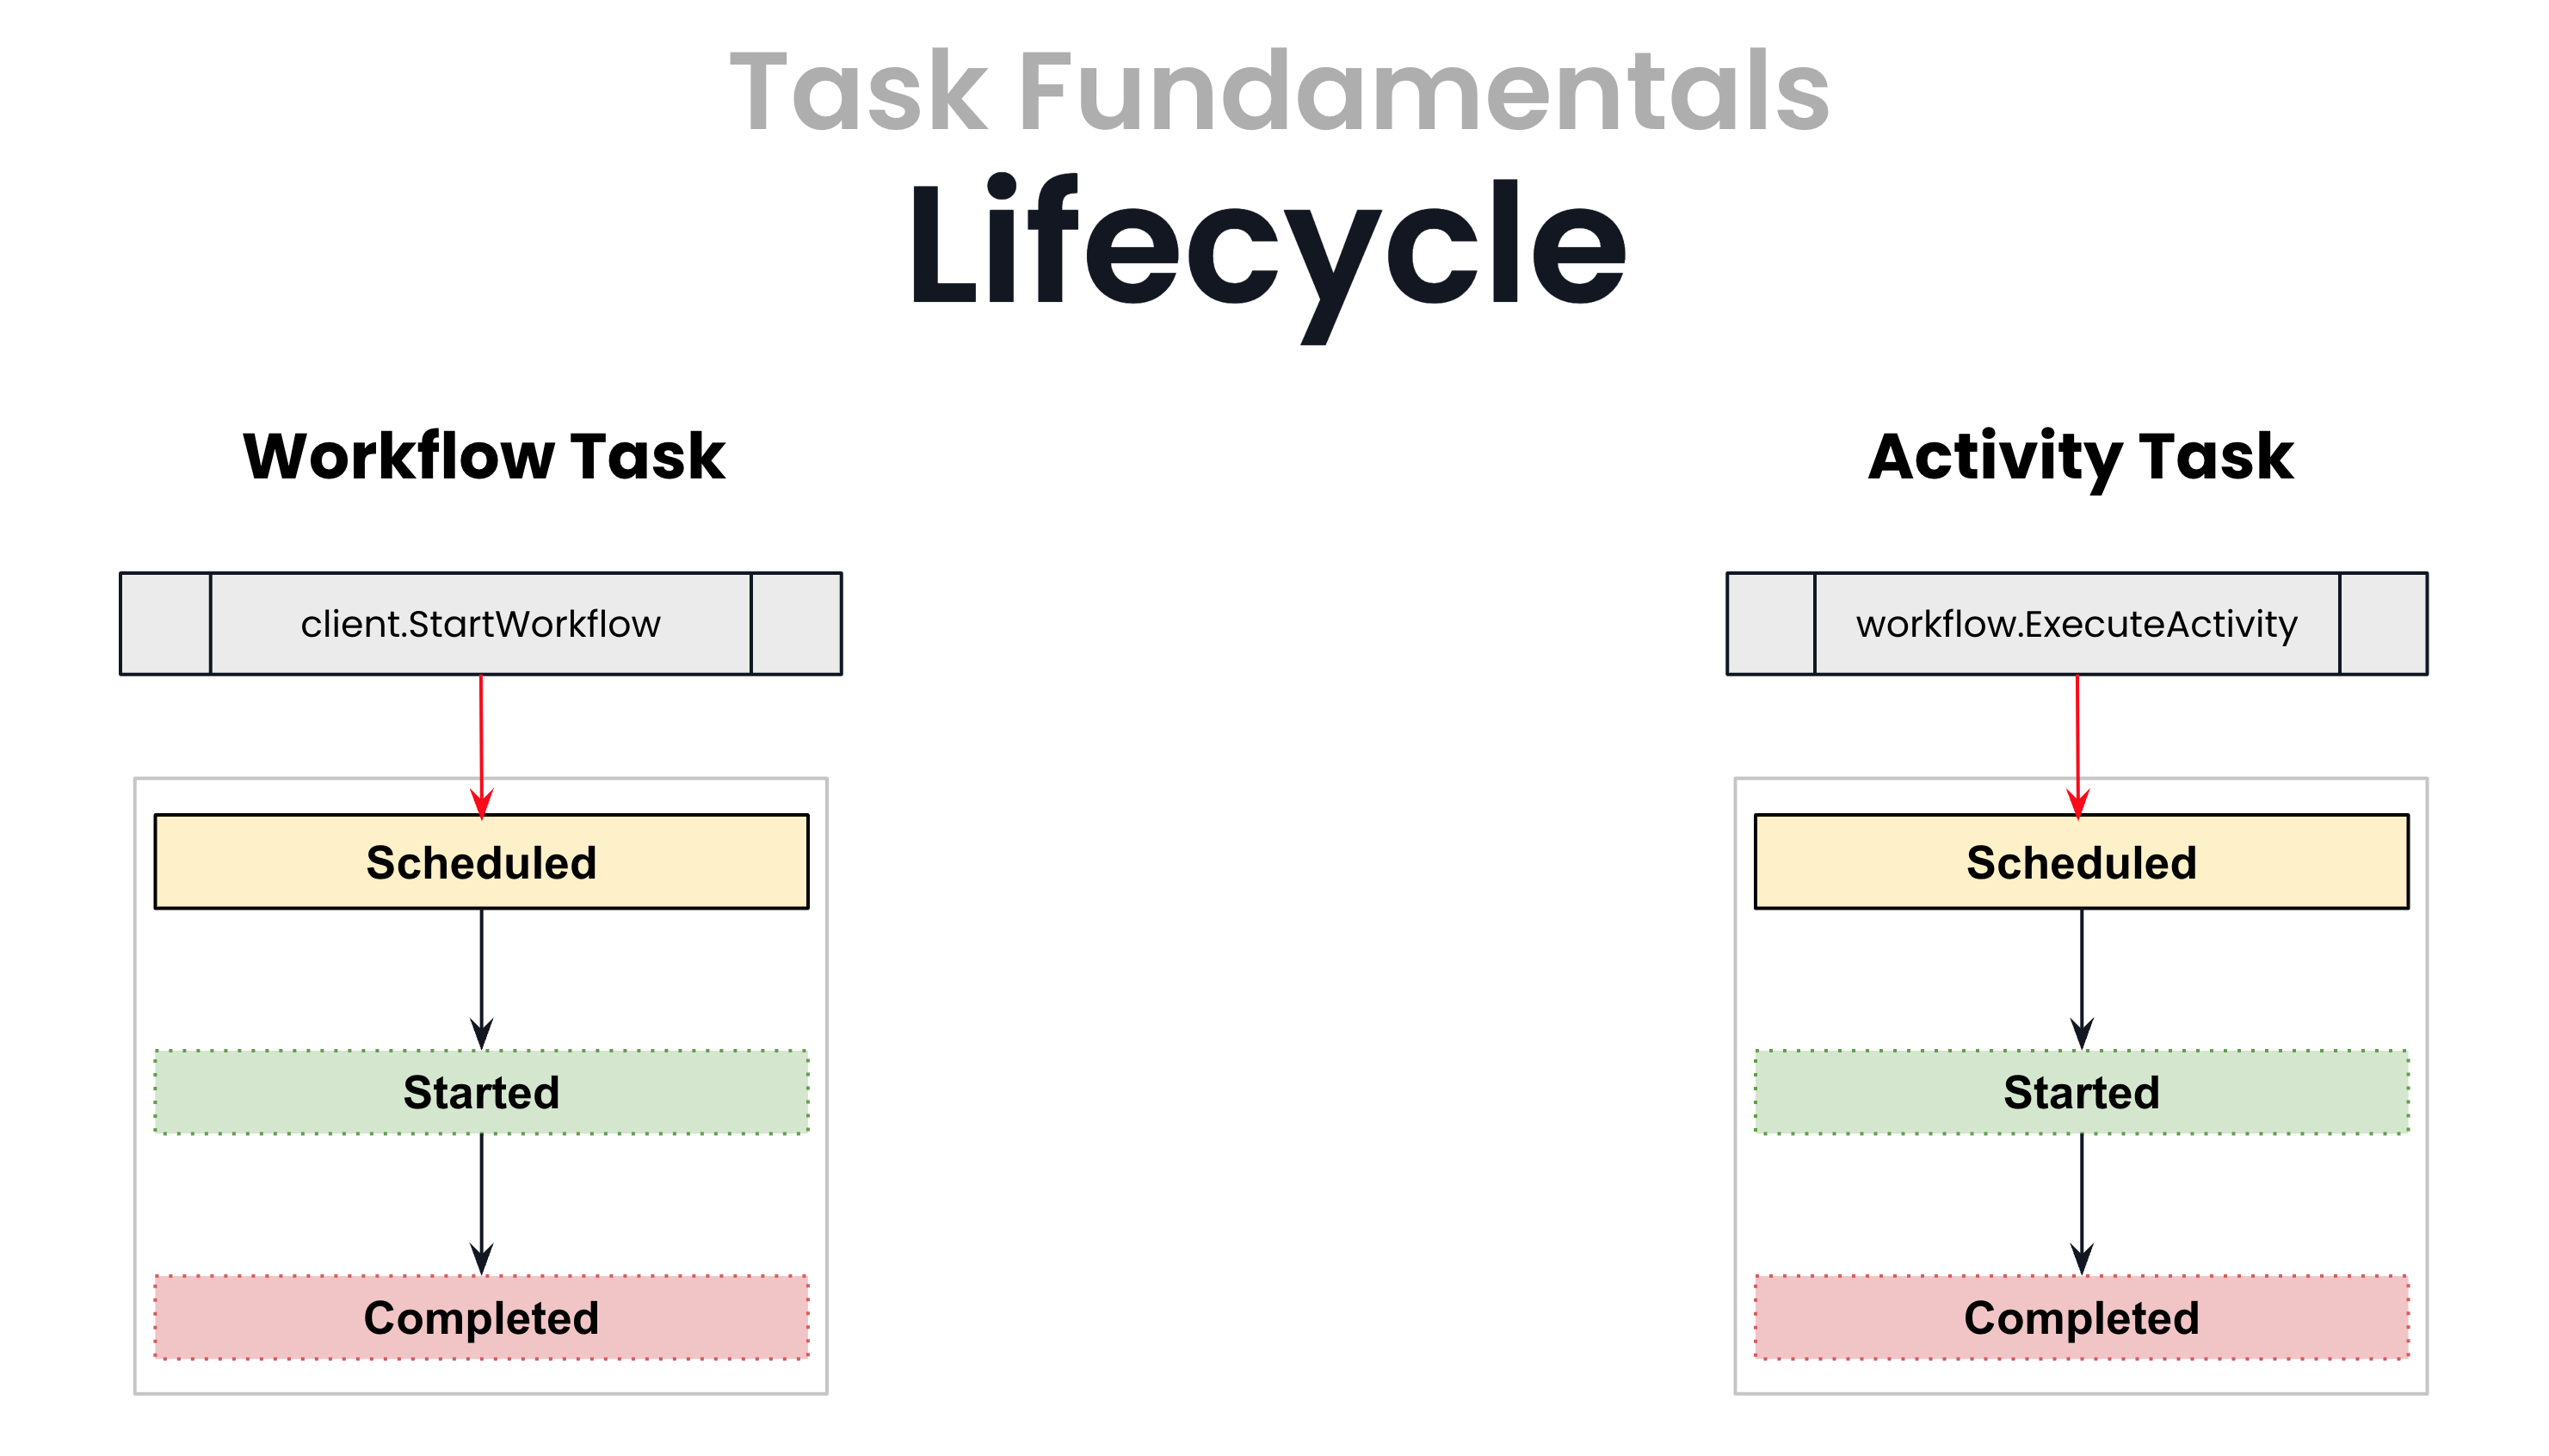 Task Fundamentals
Lifecycle
Workflow Task
client.StartWorkflow
Scheduled
Started
Completed
Activity Task
workflow.ExecuteActivity
Scheduled
Started
Completed